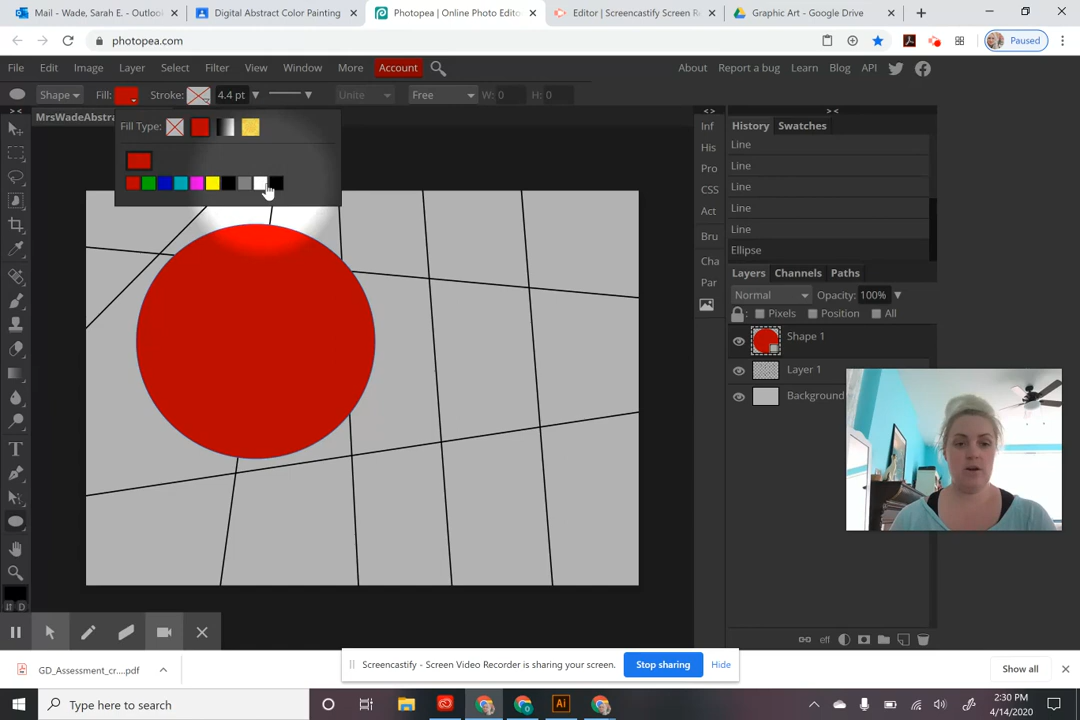 Mail - Wade, Sarah E. - Outloo
Digital Abstract Color Painting
Photopea | Online Photo Edito
Editor | Screencastify Screen R
Graphic Art - Google Drive
photopea.com
Paused
File Edit Image Layer Select Filter View Window More Account
About Report a bug Learn Blog API
Shape Fill: Stroke: 4.4 pt Unite Free W: 0 H: 0
MrsWadeAbstra
Fill Type:
Inf
His
Pro
CSS
Act
Bru
Cha
Par
History Swatches
Line
Line
Line
Line
Line
Ellipse
Layers Channels Paths
Normal Opacity: 100%
Pixels Position All
Shape 1
Layer 1
Background
D
eff
GD_Assessment_cr....pdf
Screencastify - Screen Video Recorder is sharing your screen.
Stop sharing
Hide
Show all
Type here to search
Ai
2:30 PM
4/14/2020